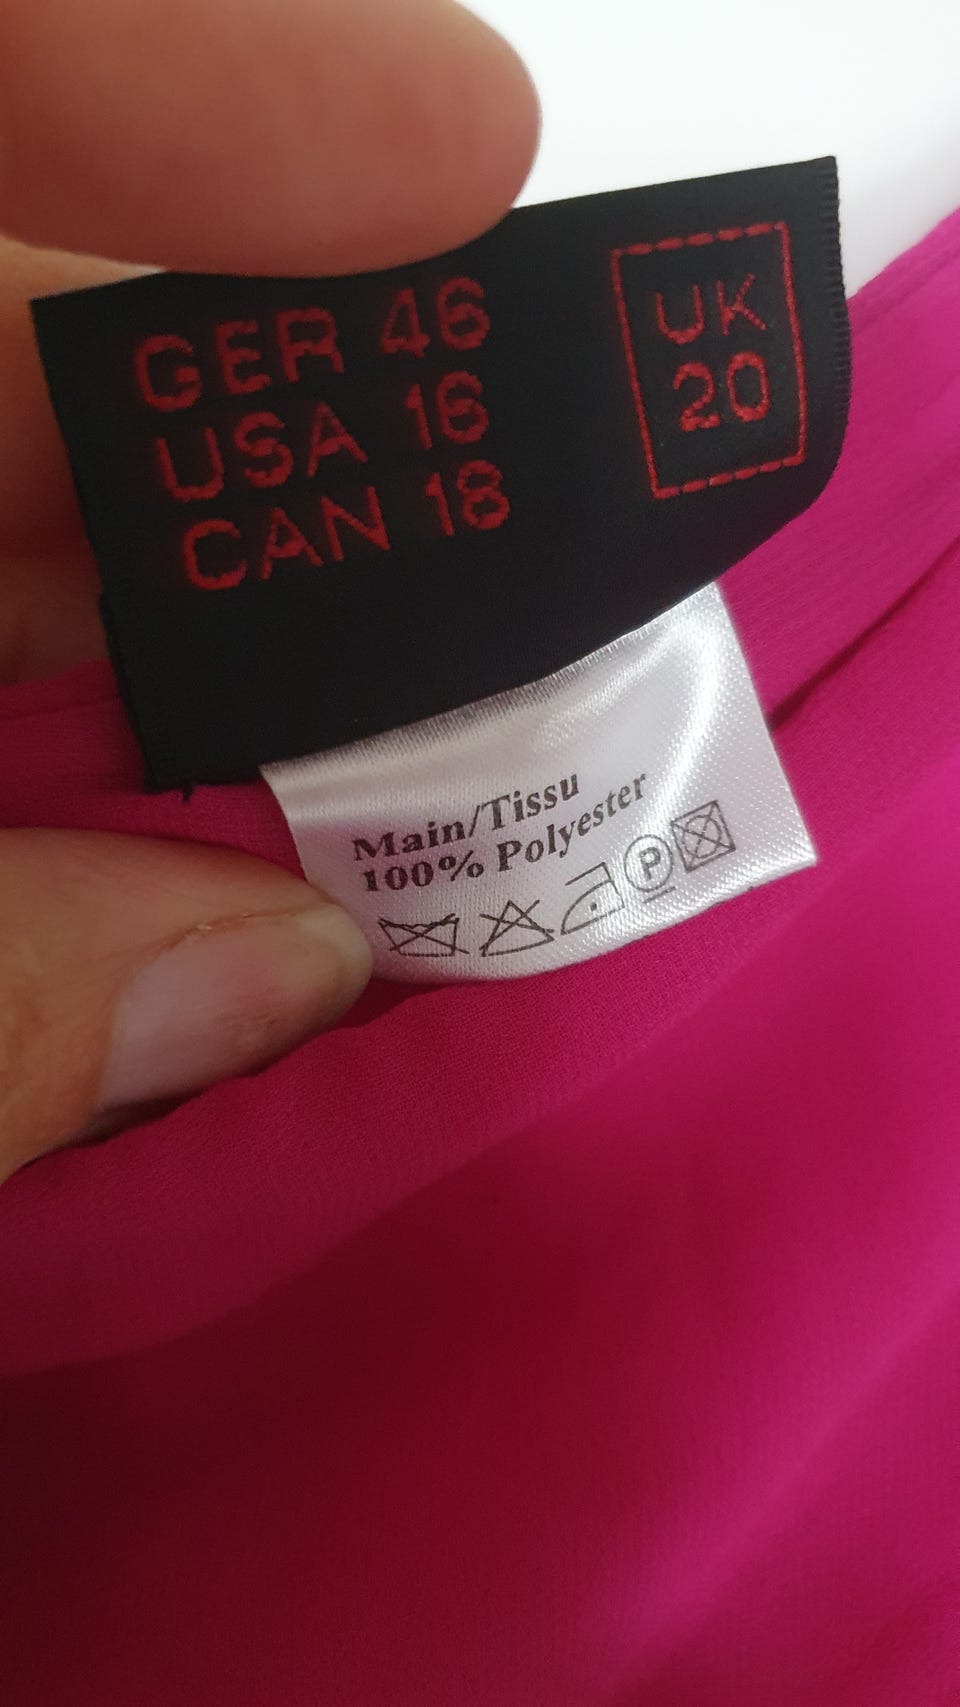 GER 46
USA 16
CAN 18
UK
20
Main/Tissu
100% Polyester
P